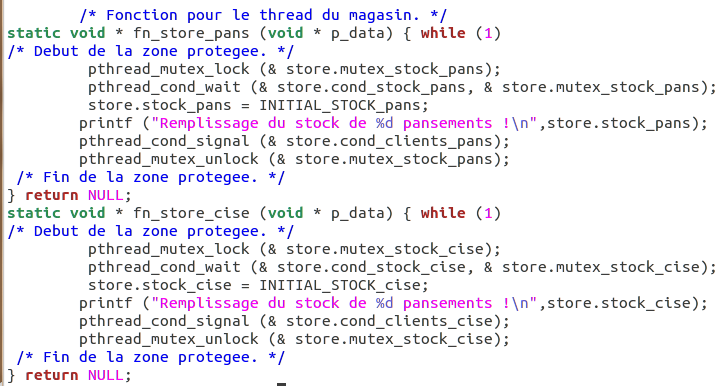 /* Fonction pour le thread du magasin. */
static void * fn_store_pans (void * p_data) { while (1)
/* Debut de la zone protegee. */
pthread_mutex_lock (& store.mutex_stock_pans);
pthread_cond_wait (& store.cond_stock_pans, & store.mutex_stock_pans);
store.stock_pans = INITIAL_STOCK_pans;
printf ("Remplissage du stock de %d pansements !\n",store.stock_pans);
pthread_cond_signal (& store.cond_clients_pans);
pthread_mutex_unlock (& store.mutex_stock_pans);
/* Fin de la zone protegee. */
} return NULL;
static void * fn_store_cise (void * p_data) { while (1)
/* Debut de la zone protegee. */
pthread_mutex_lock (& store.mutex_stock_cise);
pthread_cond_wait (& store.cond_stock_cise, & store.mutex_stock_cise);
store.stock_cise = INITIAL_STOCK_cise;
printf ("Remplissage du stock de %d pansements !\n",store.stock_cise);
pthread_cond_signal (& store.cond_clients_cise);
pthread_mutex_unlock (& store.mutex_stock_cise);
/* Fin de la zone protegee. */
} return NULL;